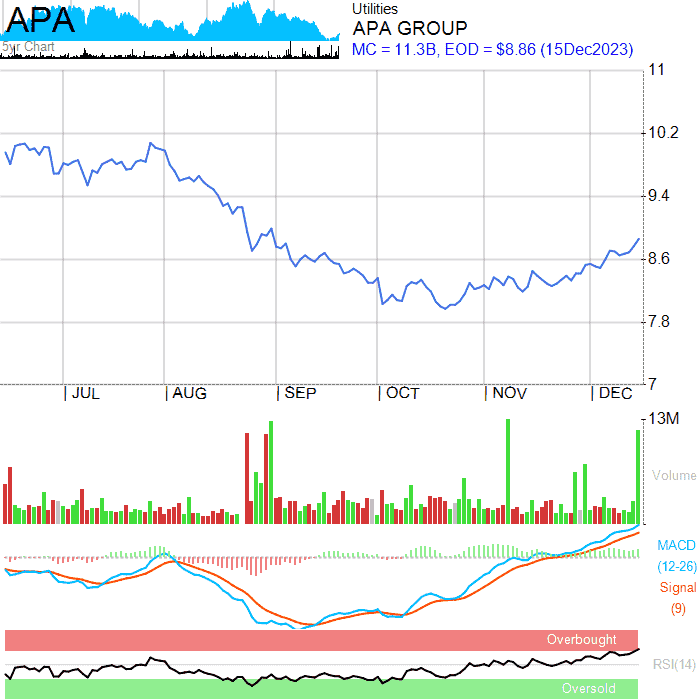 APA
5yr Chart
Utilities
APA GROUP
MC = 11.3B, EOD = $8.86 (15Dec2023)
11
10.2
9.4
8.6
7.8
7
| JUL | AUG | SEP | OCT | NOV | DEC
13M
Volume
MACD
(12-26)
Signal
(9)
Overbought
RSI(14)
Oversold